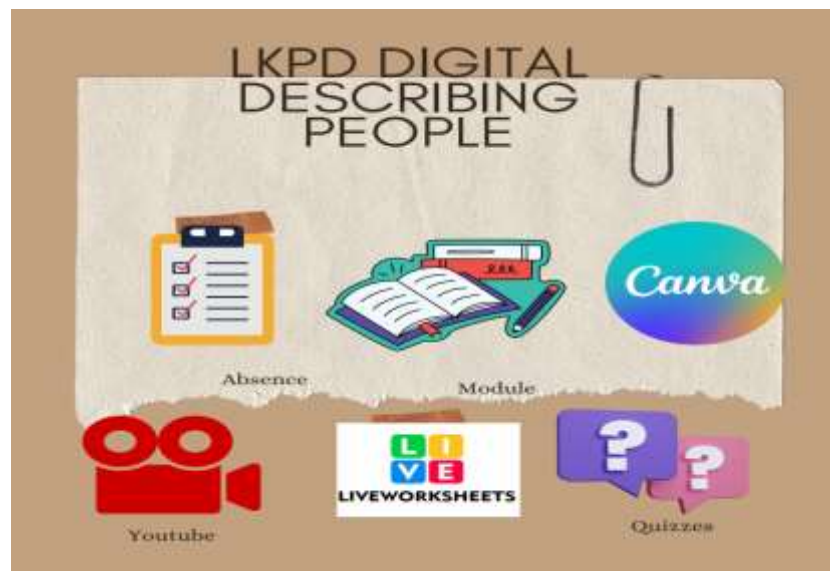 LKPD DIGITAL
DESCRIBING
PEOPLE
Canva
Absence
Module
LIVE
LIVEWORKSHEETS
? ?
Youtube
Quizzes